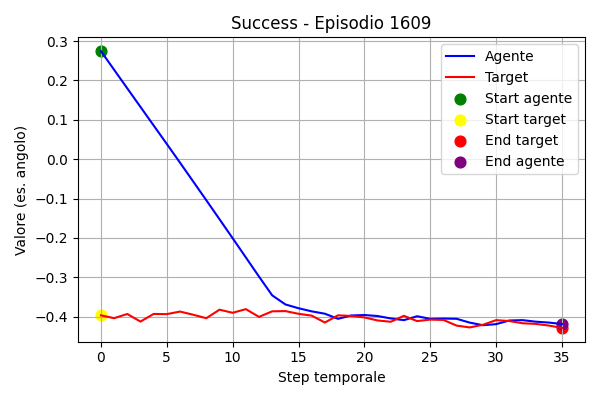 Success - Episodio 1609
0.3
0.2
0.1
0.0
−0.1
−0.2
−0.3
−0.4
Valore (es. angolo)
Agente
Target
Start agente
Start target
End target
End agente
0 5 10 15 20 25 30 35
Step temporale